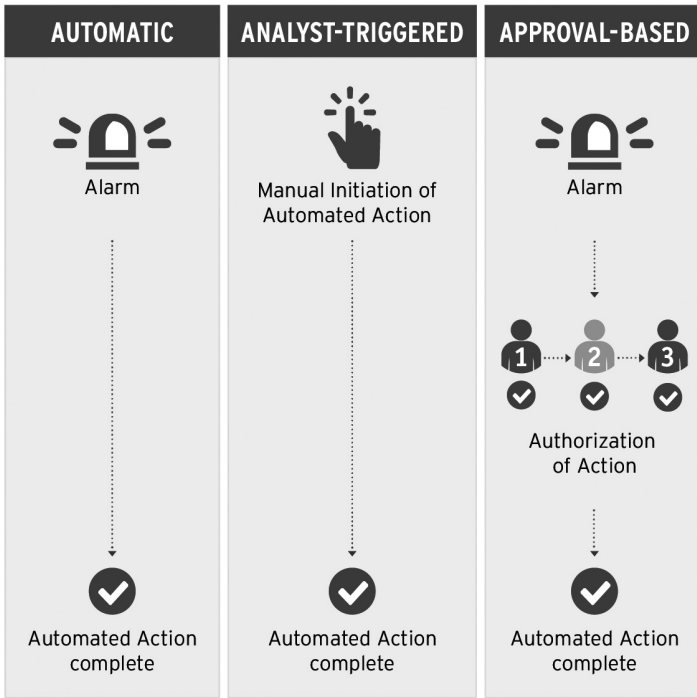 AUTOMATIC
Alarm
Automated Action
complete
ANALYST-TRIGGERED
Manual Initiation of
Automated Action
Automated Action
complete
APPROVAL-BASED
Alarm
1 2 3
Authorization
of Action
Automated Action
complete